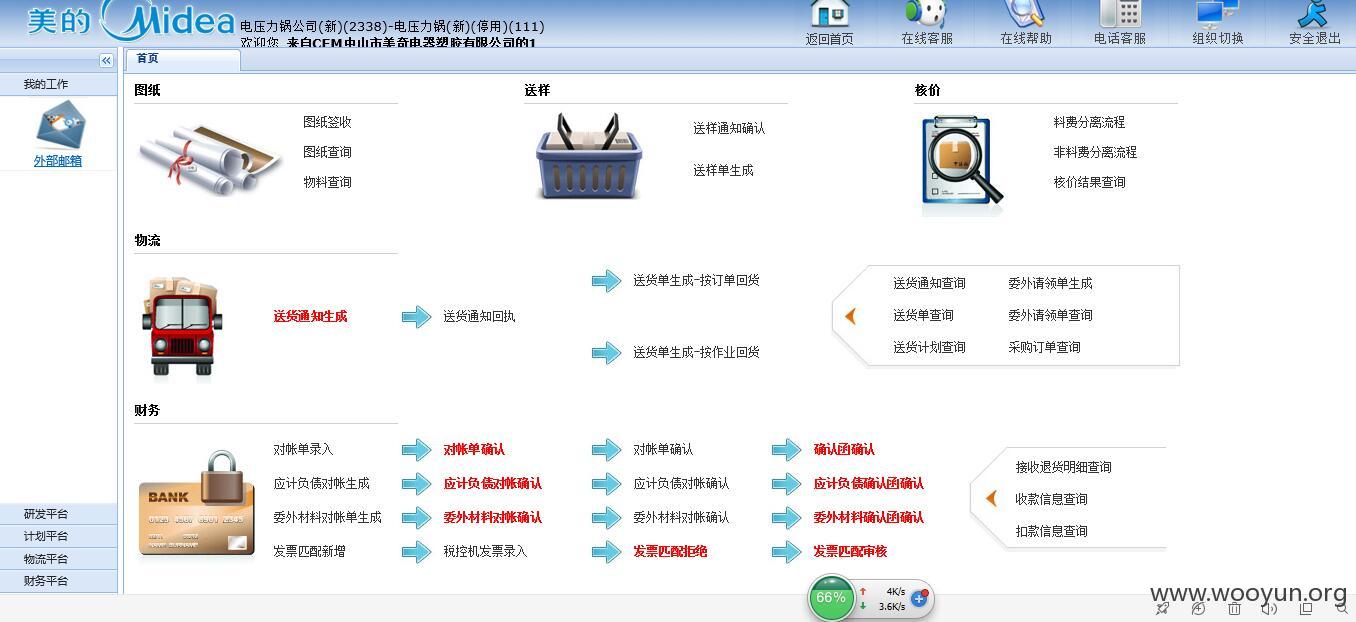 美的 Midea
电压力锅公司(新)(2338)-电压力锅(新)(停用)(111)
欢迎您 来自CFM中山市美奇电器塑胶有限公司的1
返回首页 在线客服 在线帮助 电话客服 组织切换 安全退出
首页
我的工作
外部邮箱
图纸
图纸签收
图纸查询
物料查询
送样
送样通知确认
送样单生成
核价
料费分离流程
非料费分离流程
核价结果查询
物流
送货通知生成 送货通知回执
送货单生成-按订单回货
送货单生成-按作业回货
送货通知查询 委外请领单生成
送货单查询 委外请领单查询
送货计划查询 采购订单查询
财务
BANK
对帐单录入 对帐单确认 对帐单确认 确认函确认
应计负债对帐生成 应计负债对帐确认 应计负债对帐确认 应计负债确认函确认
委外材料对帐单生成 委外材料对帐确认 委外材料对帐确认 委外材料确认函确认
发票匹配新增 税控机发票录入 发票匹配拒绝 发票匹配审核
接收退货明细查询
收款信息查询
扣款信息查询
研发平台
计划平台
物流平台
财务平台
66%
4K/s
3.6K/s
www.wooyun.org